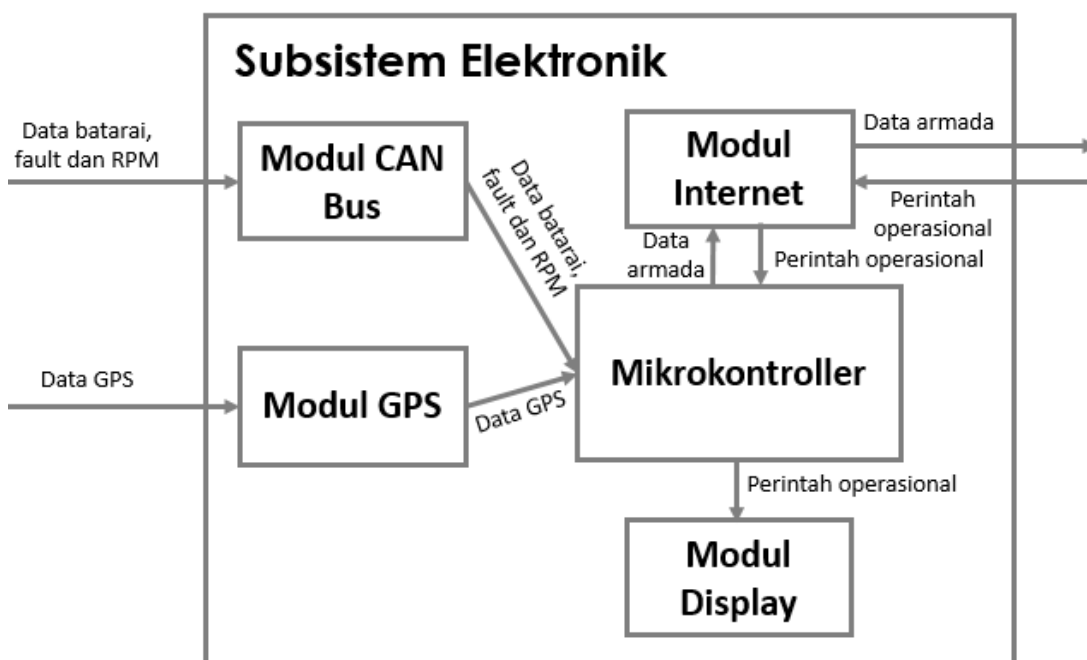 Subsistem Elektronik
Data batarai,
fault dan RPM
Modul CAN
Bus
Data batarai,
fault dan RPM
Modul
Internet
Data armada
Perintah
operasional
Data
armada
Perintah operasional
Data GPS
Modul GPS
Data GPS
Mikrokontroller
Perintah operasional
Modul
Display